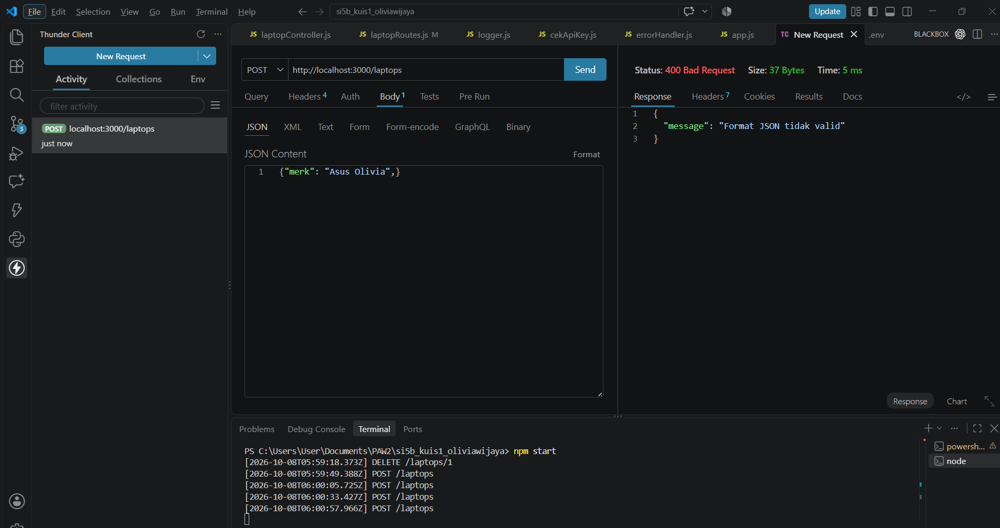 File Edit Selection View Go Run Terminal Help
si5b_kuis1_oliviawijaya
Update
Thunder Client
New Request
Activity Collections Env
filter activity
POST localhost:3000/laptops
just now
3
JS laptopController.js
JS laptopRoutes.js M
JS logger.js
JS cekApiKey.js
JS errorHandler.js
JS app.js
TC New Request
.env
BLACKBOX
POST http://localhost:3000/laptops Send
Query Headers 4 Auth Body 1 Tests Pre Run
JSON XML Text Form Form-encode GraphQL Binary
JSON Content Format
1 {"merk": "Asus Olivia",}
Status: 400 Bad Request Size: 37 Bytes Time: 5 ms
Response Headers 7 Cookies Results Docs </>
1 {
2 "message": "Format JSON tidak valid"
3 }
Response Chart
Problems Debug Console Terminal Ports
PS C:\Users\User\Documents\PAW2\si5b_kuis1_oliviawijaya> npm start
[2026-10-08T05:59:18.373Z] DELETE /laptops/1
[2026-10-08T05:59:49.388Z] POST /laptops
[2026-10-08T06:00:05.725Z] POST /laptops
[2026-10-08T06:00:33.427Z] POST /laptops
[2026-10-08T06:00:57.966Z] POST /laptops
powersh...
node